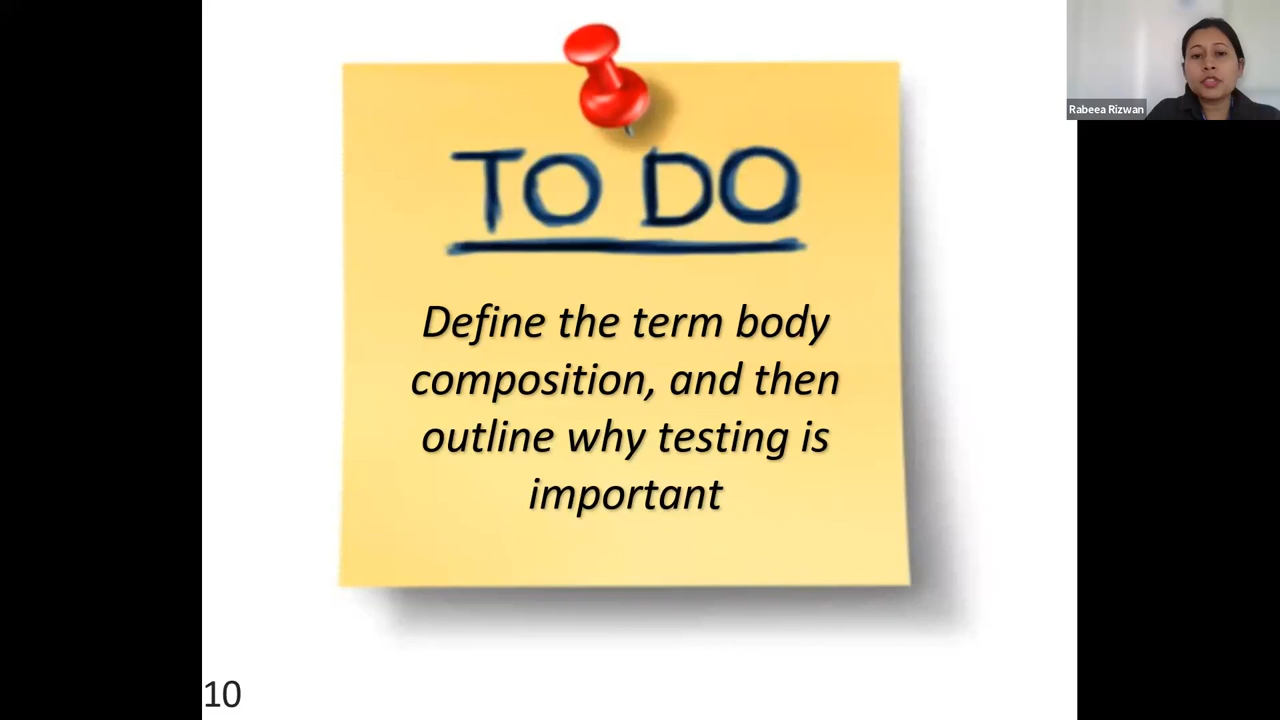 Rabeea Rizwan
TO DO
Define the term body
composition, and then
outline why testing is
important
10